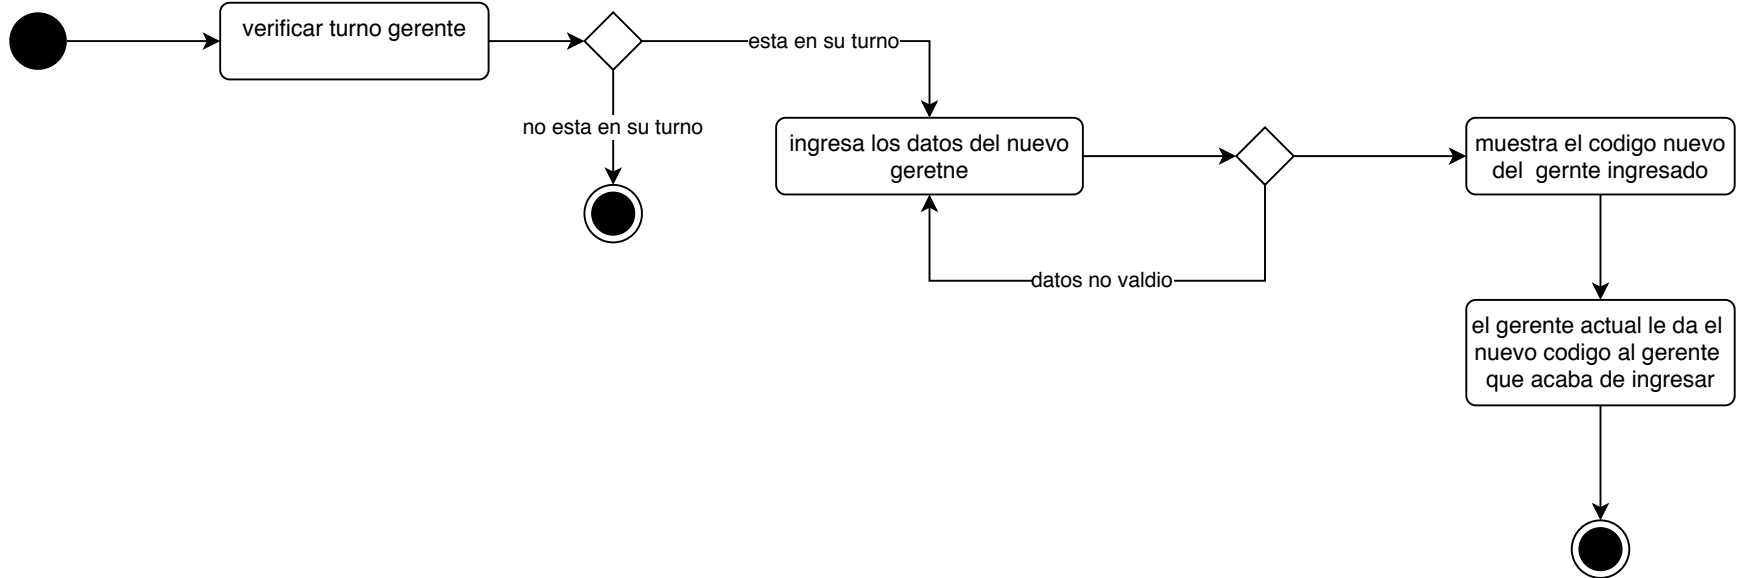 verificar turno gerente
esta en su turno
no esta en su turno
ingresa los datos del nuevo
geretne
muestra el codigo nuevo
del gernte ingresado
datos no valdio
el gerente actual le da el
nuevo codigo al gerente
que acaba de ingresar